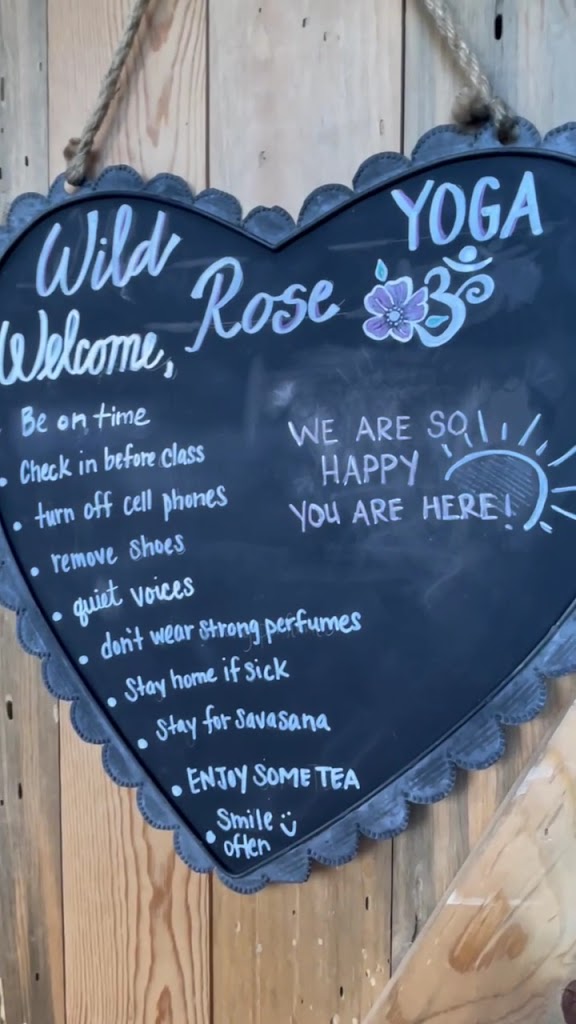 Wild
Rose
YOGA
ॐ
Welcome,
Be on time
• Check in before class
• turn off cell phones
• remove shoes
• quiet voices
• don't wear strong perfumes
• Stay home if sick
• Stay for savasana
• ENJOY SOME TEA
• Smile
often
WE ARE SO
HAPPY
YOU ARE HERE!